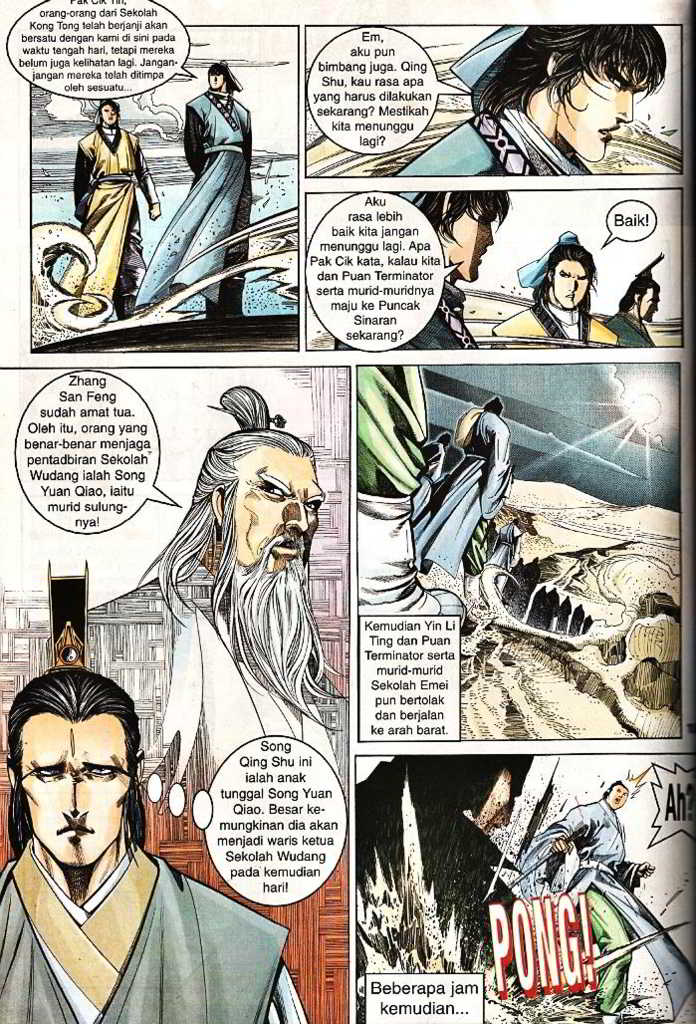 Pak Cik Yin,
orang-orang dari Sekolah
Kong Tong telah berjanji akan
bersatu dengan kami di sini pada
waktu tengah hari, tetapi mereka
belum juga kelihatan lagi. Jangan-
jangan mereka telah ditimpa
oleh sesuatu...
Em,
aku pun
bimbang juga. Qing
Shu, kau rasa apa
yang harus dilakukan
sekarang? Mestikah
kita menunggu
lagi?
Aku
rasa lebih
baik kita jangan
menunggu lagi. Apa
Pak Cik kata, kalau kita
dan Puan Terminator
serta murid-muridnya
maju ke Puncak
Sinaran
sekarang?
Baik!
Zhang
San Feng
sudah amat tua.
Oleh itu, orang yang
benar-benar menjaga
pentadbiran Sekolah
Wudang ialah Song
Yuan Qiao, iaitu
murid sulung-
nya!
Kemudian Yin Li
Ting dan Puan
Terminator serta
murid-murid
Sekolah Emei
pun bertolak
dan berjalan
ke arah barat.
Song
Qing Shu ini
ialah anak
tunggal Song Yuan
Qiao. Besar ke-
mungkinan dia akan
menjadi waris ketua
Sekolah Wudang
pada kemudian
hari!
Ah?
PONG!
Beberapa jam
kemudian...